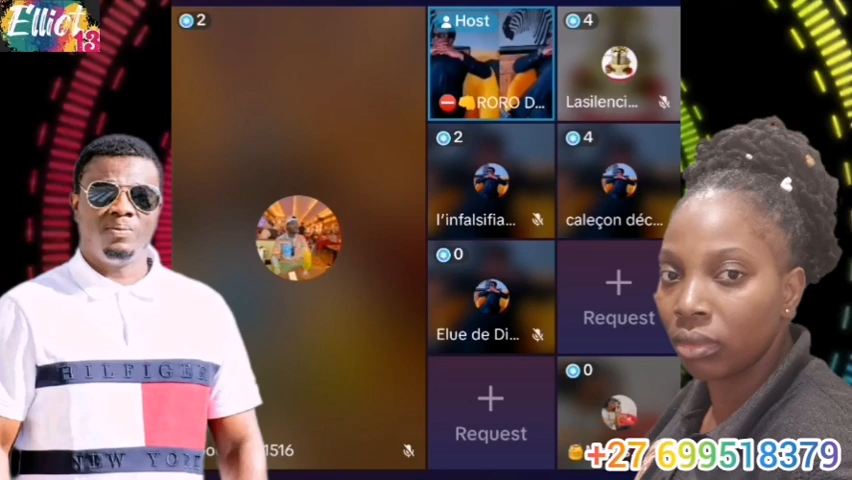 Elliot
13
2
Host
RORO D...
4
Lasilenci...
2
l'infalsifia...
4
caleçon déc...
0
Elue de Di...
Request
Request
0
1516
HILFIGER
NEW YORK
+27 699518379